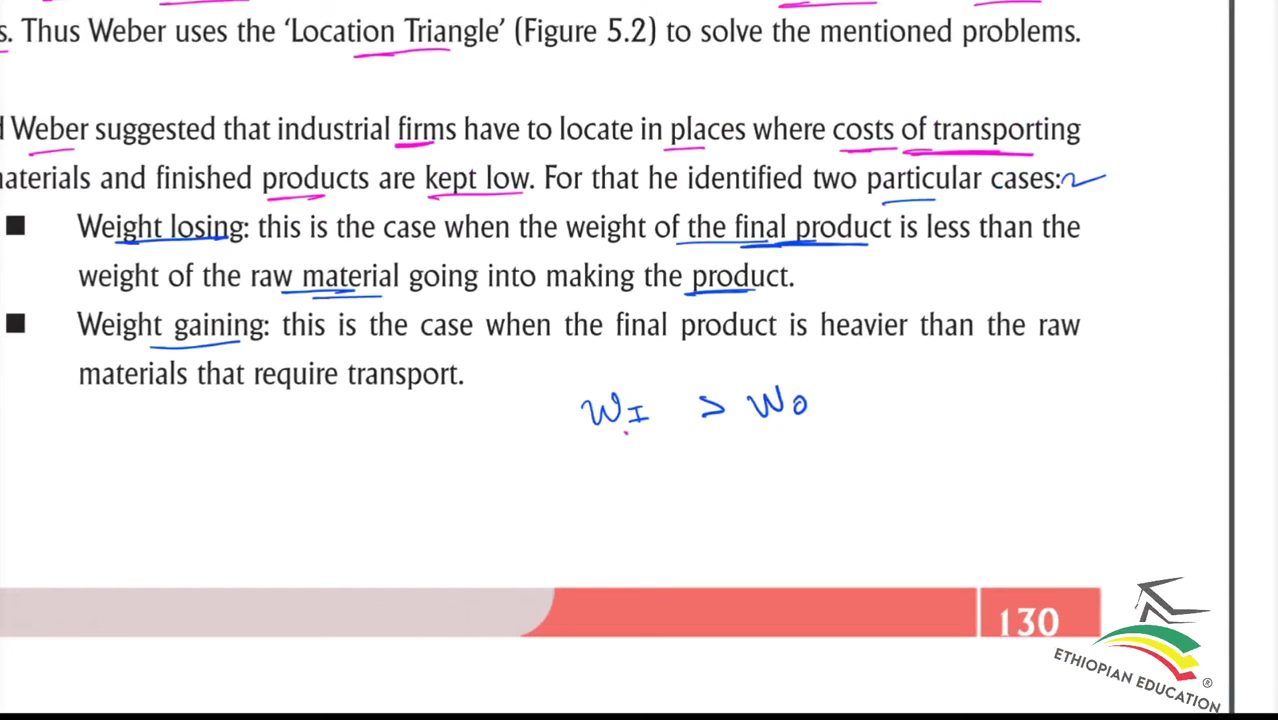 s. Thus Weber uses the ‘Location Triangle’ (Figure 5.2) to solve the mentioned problems.
d Weber suggested that industrial firms have to locate in places where costs of transporting
materials and finished products are kept low. For that he identified two particular cases:
■ Weight losing: this is the case when the weight of the final product is less than the
weight of the raw material going into making the product.
■ Weight gaining: this is the case when the final product is heavier than the raw
materials that require transport.
WI > WO
130
ETHIOPIAN EDUCATION ®